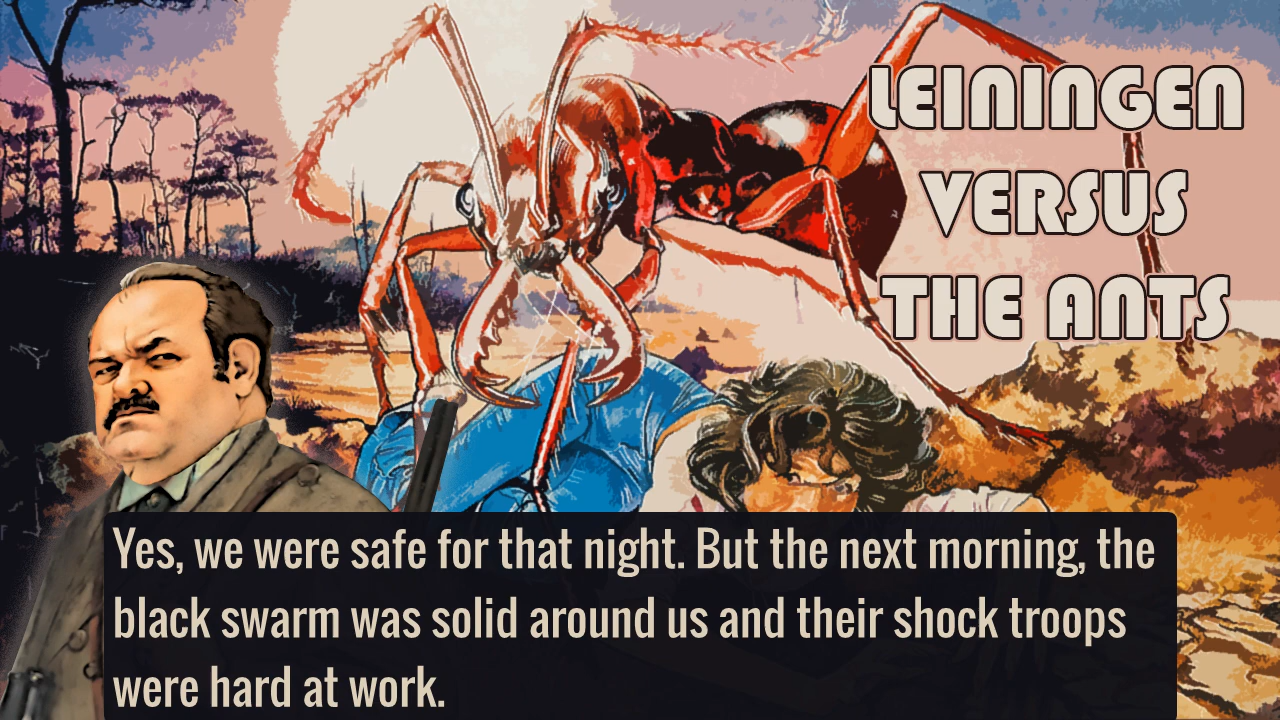 LEININGEN
VERSUS
THE ANTS
Yes, we were safe for that night. But the next morning, the
black swarm was solid around us and their shock troops
were hard at work.